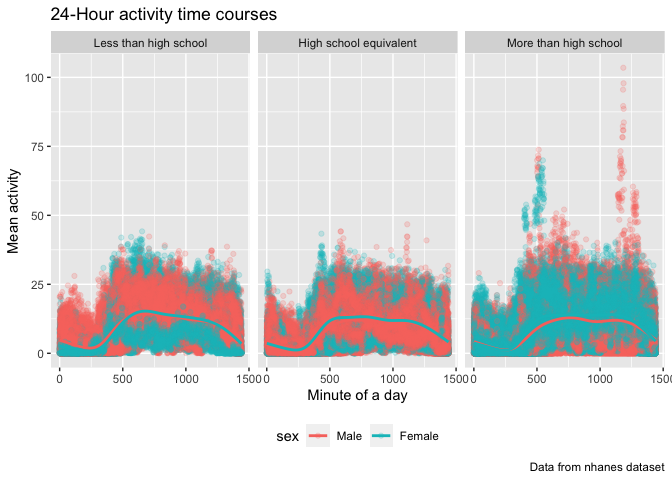 24-Hour activity time courses
Less than high school
High school equivalent
More than high school
Mean activity
100
75
50
25
0
0 500 1000 1500
0 500 1000 1500
0 500 1000 1500
Minute of a day
sex Male Female
Data from nhanes dataset